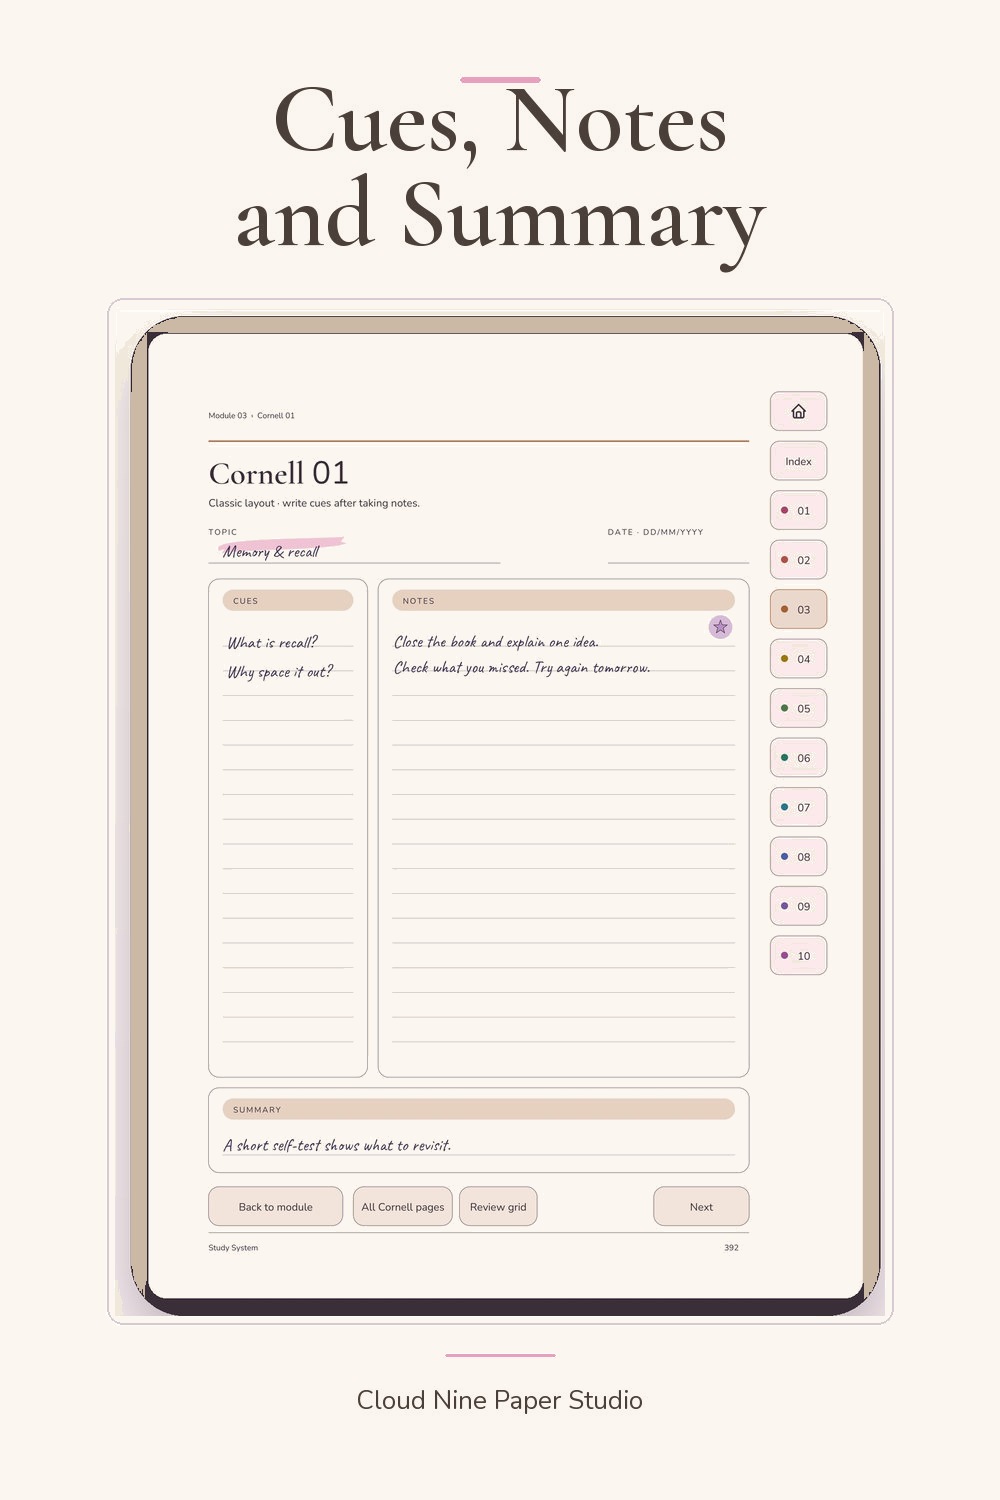 Cues, Notes
and Summary
Module 03 › Cornell 01
Cornell 01
Classic layout · write cues after taking notes.
TOPIC
Memory & recall
DATE · DD/MM/YYYY
CUES
What is recall?
Why space it out?
NOTES
Close the book and explain one idea.
Check what you missed. Try again tomorrow.
SUMMARY
A short self-test shows what to revisit.
Back to module
All Cornell pages
Review grid
Next
Study System
392
Index
01
02
03
04
05
06
07
08
09
10
Cloud Nine Paper Studio